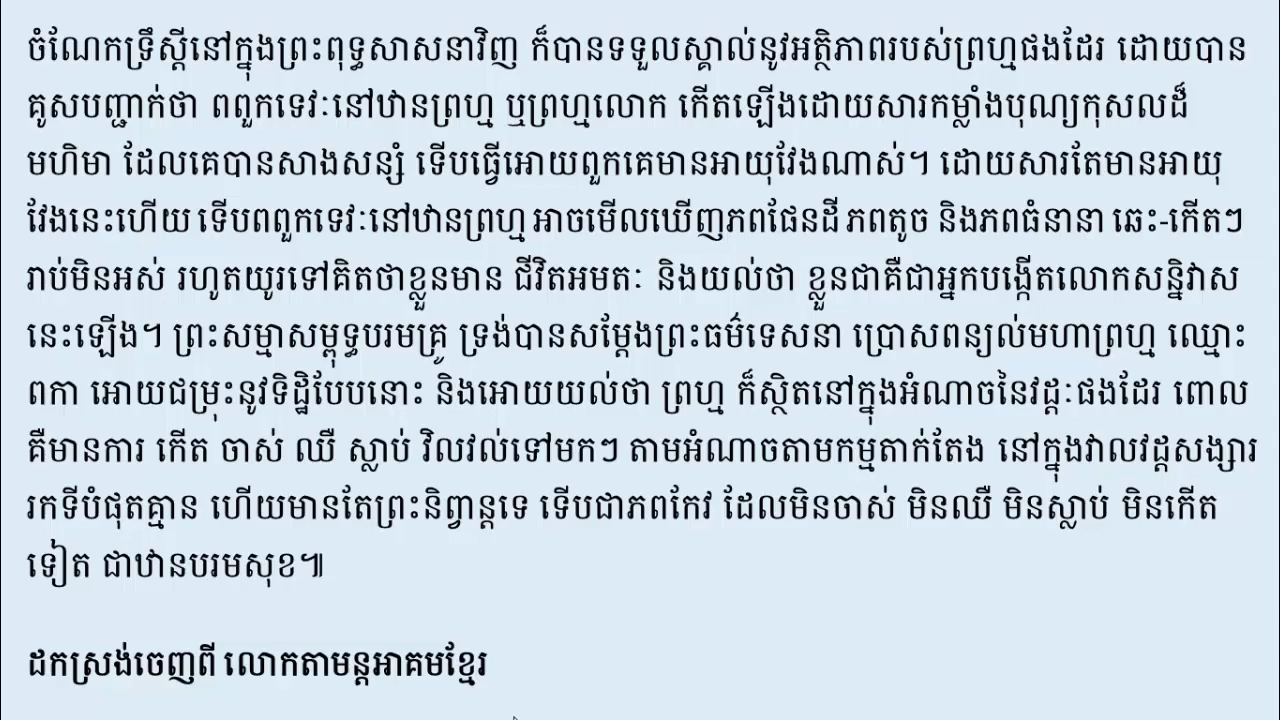 ចំណែកទ្រឹស្តីនៅក្នុងព្រះពុទ្ធសាសនាវិញ ក៏បានទទួលស្គាល់នូវអត្ថិភាពរបស់ព្រហ្មផងដែរ ដោយបាន
គូសបញ្ជាក់ថា ពពួកទេវៈនៅឋានព្រហ្ម ឬព្រហ្មលោក កើតឡើងដោយសារកម្លាំងបុណ្យកុសលដ៏
មហិមា ដែលគេបានសាងសន្សំ ទើបធ្វើអោយពួកគេមានអាយុវែងណាស់។ ដោយសារតែមានអាយុ
វែងនេះហើយ ទើបពពួកទេវៈនៅឋានព្រហ្ម អាចមើលឃើញភពផែនដី ភពតូច និងភពធំនានា ឆេះ-កើតៗ
រាប់មិនអស់ រហូតយូរទៅគិតថាខ្លួនមាន ជីវិតអមតៈ និងយល់ថា ខ្លួនជាគឺជាអ្នកបង្កើតលោកសន្និវាស
នេះឡើង។ ព្រះសម្មាសម្ពុទ្ធបរមគ្រូ ទ្រង់បានសម្តែងព្រះធម៌ទេសនា ប្រោសពន្យល់មហាព្រហ្ម ឈ្មោះ
ពកា អោយជម្រុះនូវទិដ្ឋិបែបនោះ និងអោយយល់ថា ព្រហ្ម ក៏ស្ថិតនៅក្នុងអំណាចនៃវដ្តៈផងដែរ ពោល
គឺមានការ កើត ចាស់ ឈឺ ស្លាប់ វិលវល់ទៅមកៗ តាមអំណាចតាមកម្មតាក់តែង នៅក្នុងវាលវដ្តសង្សារ
រកទីបំផុតគ្មាន ហើយមានតែព្រះនិព្វាន្តទេ ទើបជាភពកែវ ដែលមិនចាស់ មិនឈឺ មិនស្លាប់ មិនកើត
ទៀត ជាឋានបរមសុខ៕
ដកស្រង់ចេញពី លោកតាមន្តអាគមខ្មែរ